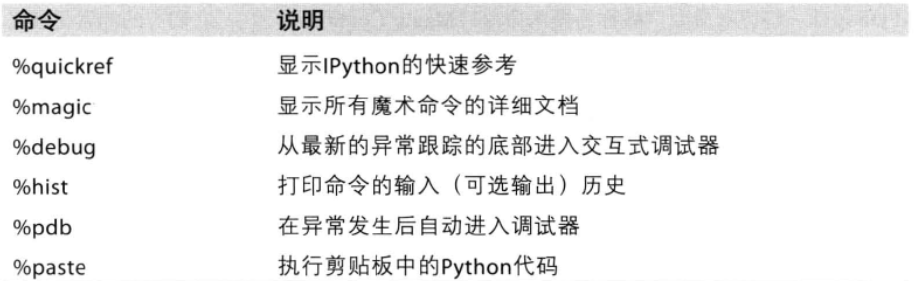 命令 说明
%quickref 显示IPython的快速参考
%magic 显示所有魔术命令的详细文档
%debug 从最新的异常跟踪的底部进入交互式调试器
%hist 打印命令的输入（可选输出）历史
%pdb 在异常发生后自动进入调试器
%paste 执行剪贴板中的Python代码